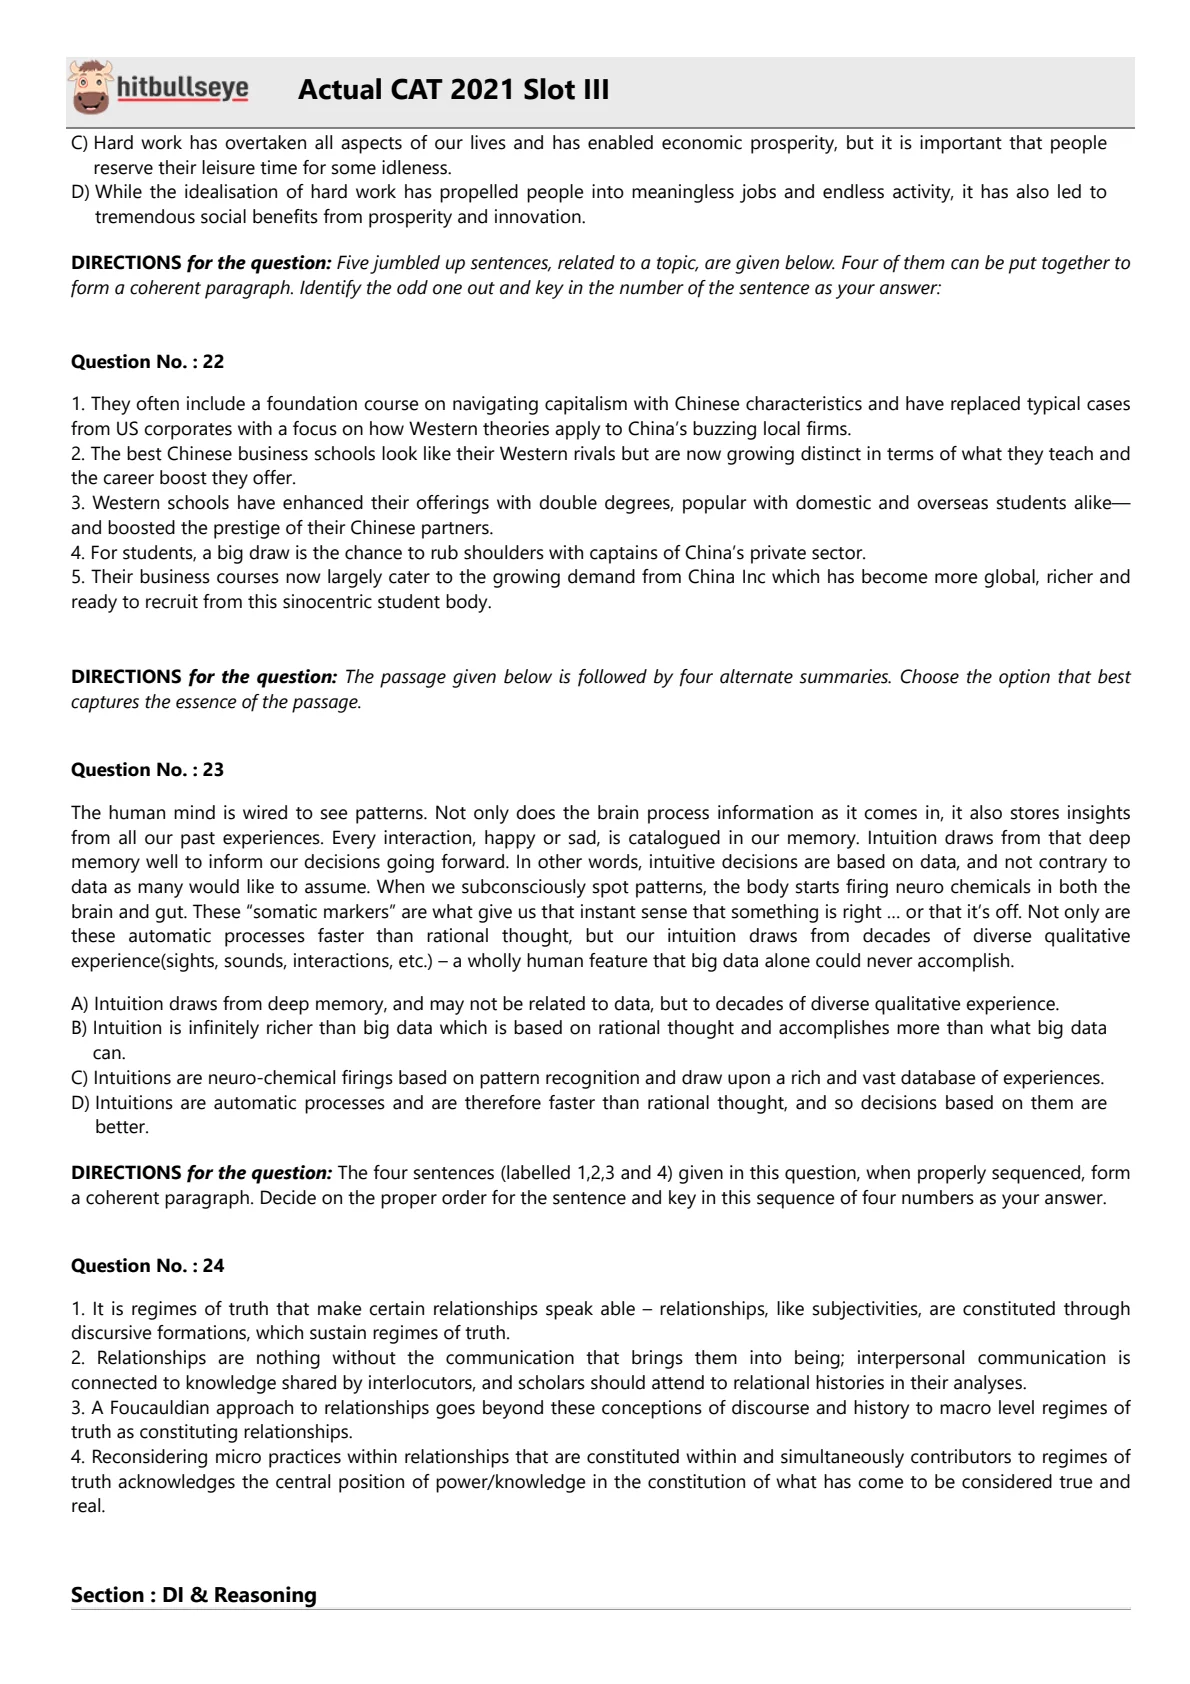 hitbullseye
Actual CAT 2021 Slot III
C) Hard work has overtaken all aspects of our lives and has enabled economic prosperity, but it is important that people
reserve their leisure time for some idleness.
D) While the idealisation of hard work has propelled people into meaningless jobs and endless activity, it has also led to
tremendous social benefits from prosperity and innovation.
DIRECTIONS for the question: Five jumbled up sentences, related to a topic, are given below. Four of them can be put together to
form a coherent paragraph. Identify the odd one out and key in the number of the sentence as your answer:
Question No. : 22
1. They often include a foundation course on navigating capitalism with Chinese characteristics and have replaced typical cases
from US corporates with a focus on how Western theories apply to China’s buzzing local firms.
2. The best Chinese business schools look like their Western rivals but are now growing distinct in terms of what they teach and
the career boost they offer.
3. Western schools have enhanced their offerings with double degrees, popular with domestic and overseas students alike—
and boosted the prestige of their Chinese partners.
4. For students, a big draw is the chance to rub shoulders with captains of China’s private sector.
5. Their business courses now largely cater to the growing demand from China Inc which has become more global, richer and
ready to recruit from this sinocentric student body.
DIRECTIONS for the question: The passage given below is followed by four alternate summaries. Choose the option that best
captures the essence of the passage.
Question No. : 23
The human mind is wired to see patterns. Not only does the brain process information as it comes in, it also stores insights
from all our past experiences. Every interaction, happy or sad, is catalogued in our memory. Intuition draws from that deep
memory well to inform our decisions going forward. In other words, intuitive decisions are based on data, and not contrary to
data as many would like to assume. When we subconsciously spot patterns, the body starts firing neuro chemicals in both the
brain and gut. These “somatic markers” are what give us that instant sense that something is right ... or that it’s off. Not only are
these automatic processes faster than rational thought, but our intuition draws from decades of diverse qualitative
experience(sights, sounds, interactions, etc.) – a wholly human feature that big data alone could never accomplish.
A) Intuition draws from deep memory, and may not be related to data, but to decades of diverse qualitative experience.
B) Intuition is infinitely richer than big data which is based on rational thought and accomplishes more than what big data
can.
C) Intuitions are neuro-chemical firings based on pattern recognition and draw upon a rich and vast database of experiences.
D) Intuitions are automatic processes and are therefore faster than rational thought, and so decisions based on them are
better.
DIRECTIONS for the question: The four sentences (labelled 1,2,3 and 4) given in this question, when properly sequenced, form
a coherent paragraph. Decide on the proper order for the sentence and key in this sequence of four numbers as your answer.
Question No. : 24
1. It is regimes of truth that make certain relationships speak able – relationships, like subjectivities, are constituted through
discursive formations, which sustain regimes of truth.
2. Relationships are nothing without the communication that brings them into being; interpersonal communication is
connected to knowledge shared by interlocutors, and scholars should attend to relational histories in their analyses.
3. A Foucauldian approach to relationships goes beyond these conceptions of discourse and history to macro level regimes of
truth as constituting relationships.
4. Reconsidering micro practices within relationships that are constituted within and simultaneously contributors to regimes of
truth acknowledges the central position of power/knowledge in the constitution of what has come to be considered true and
real.
Section : DI & Reasoning